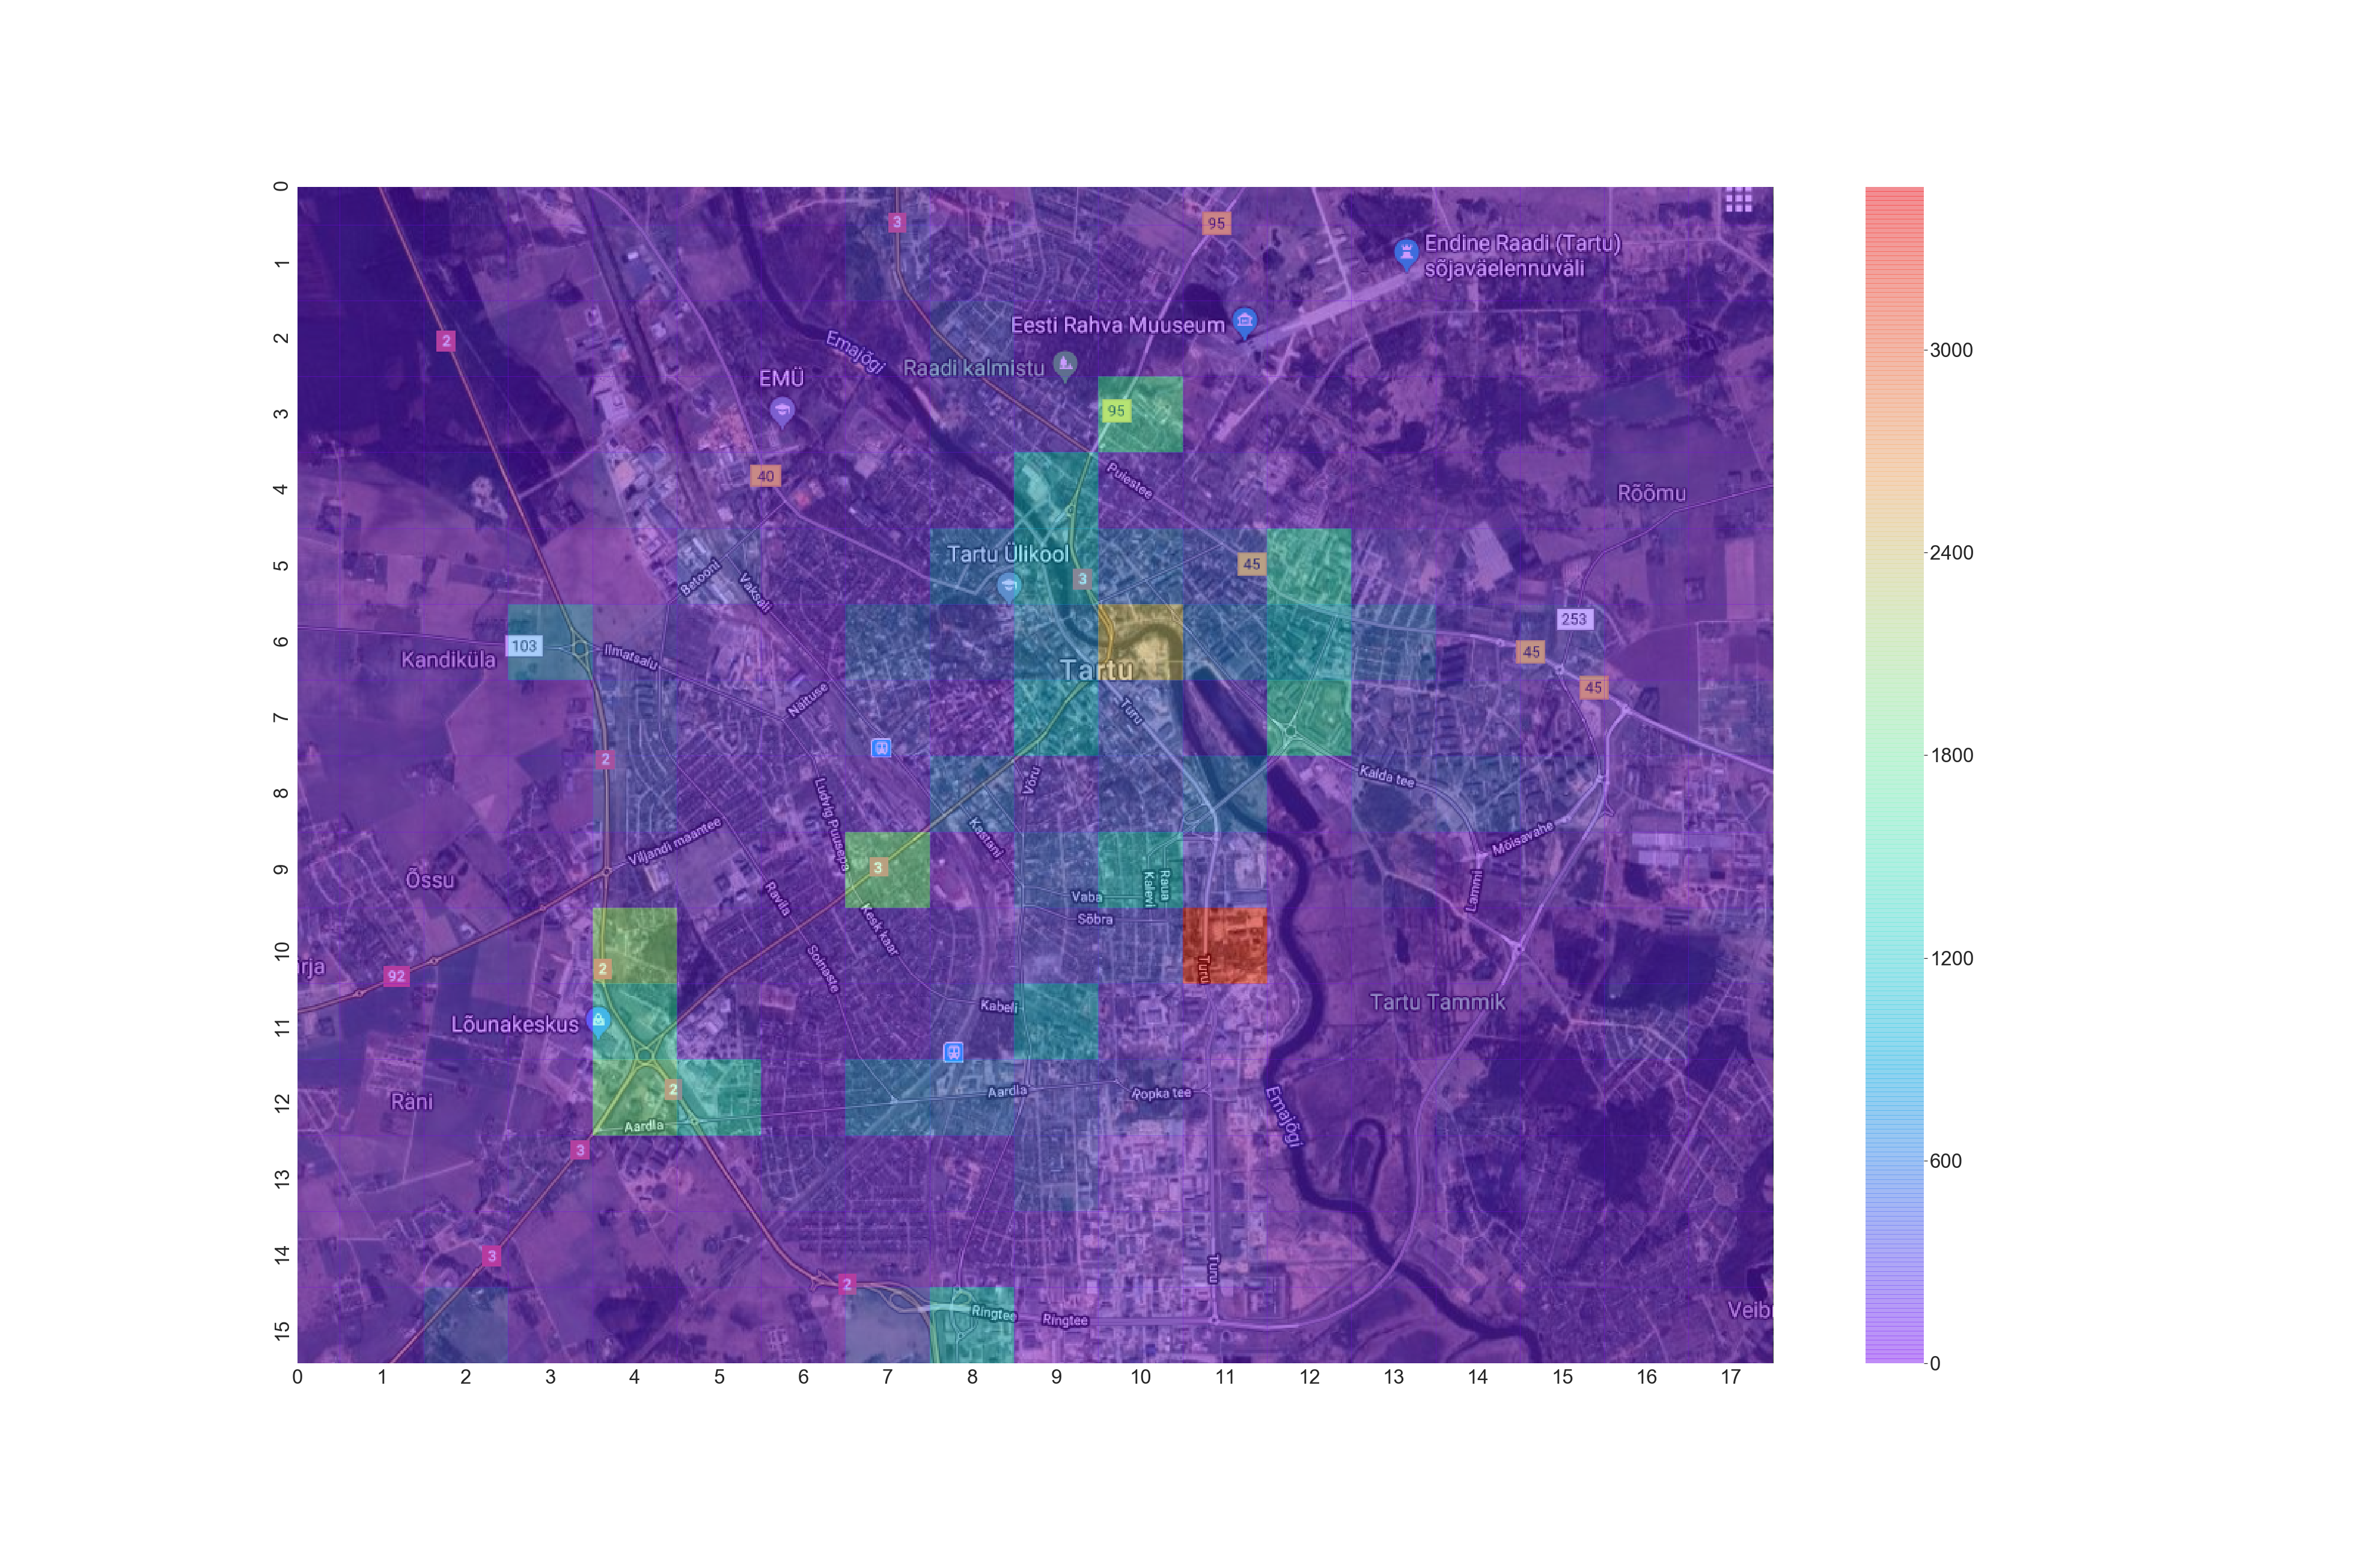 0
3
95
Endine Raadi (Tartu)
sõjaväelennuväli
1
Eesti Rahva Muuseum
2
2
Emajõgi
Raadi kalmistu
3000
EMÜ
3
95
40
Puiestee
4
Rõõmu
Tartu Ülikool
2400
5
Betooni
Vaksali
3
45
253
6
103
Kandiküla
Ilmatsalu
Tartu
45
45
Näituse
7
Turu
2
1800
8
Ludvig Puusepa
Võru
Kalda tee
Viljandi maantee
Kastani
Mõisavahe
9
Õssu
3
Ravila
Vaba
Kalevi
Raua
Lammi
Sõbra
Kesk kaar
10
irja
92
2
Soinaste
Turu
1200
Kabeli
Tartu Tammik
11
Lõunakeskus
2
Aardla
Ropka tee
12
Räni
Aardla
Emajõgi
3
600
13
14
3
2
Turu
Ringtee
Ringtee
15
Veib
0
0 1 2 3 4 5 6 7 8 9 10 11 12 13 14 15 16 17